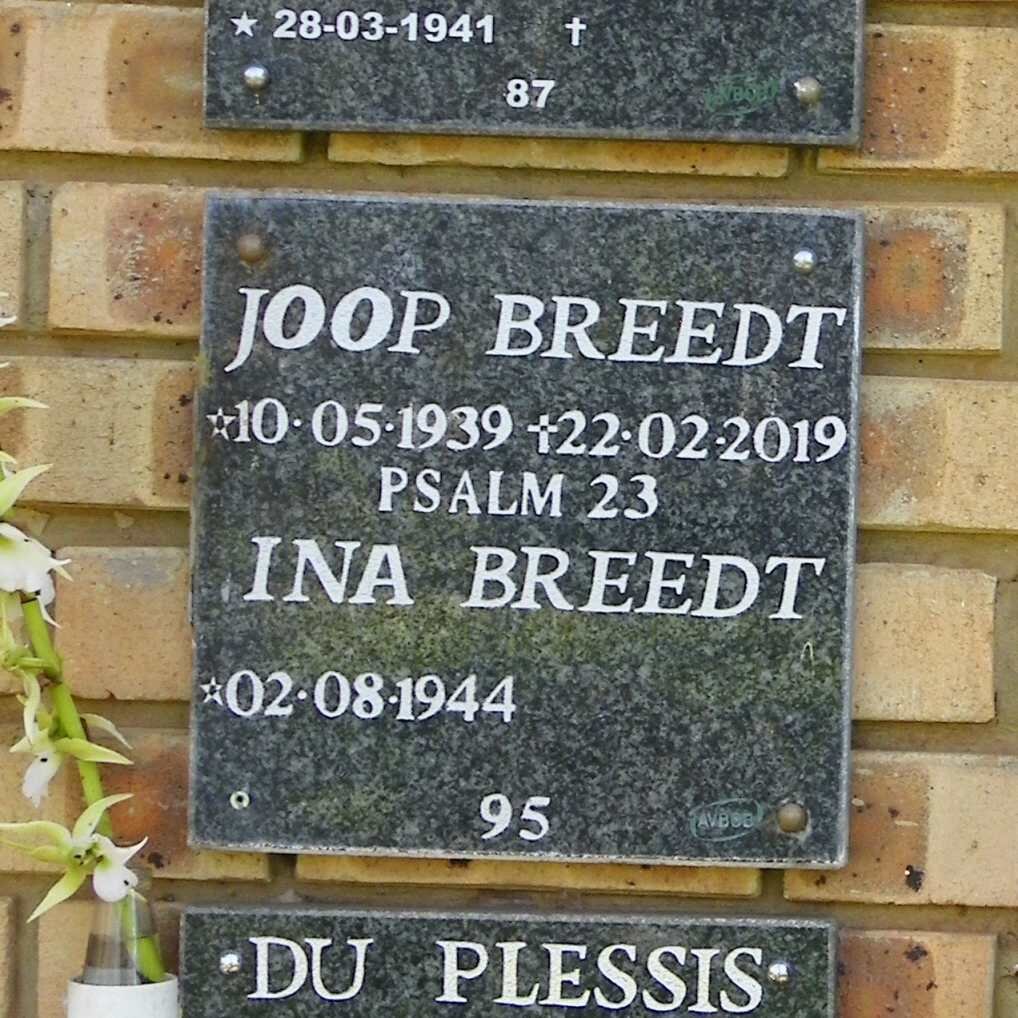 ★ 28-03-1941 †
87
AVBOB
JOOP BREEDT
☆10·05·1939 ✝22·02·2019
PSALM 23
INA BREEDT
☆02·08·1944
95
AVBOB
DU PLESSIS